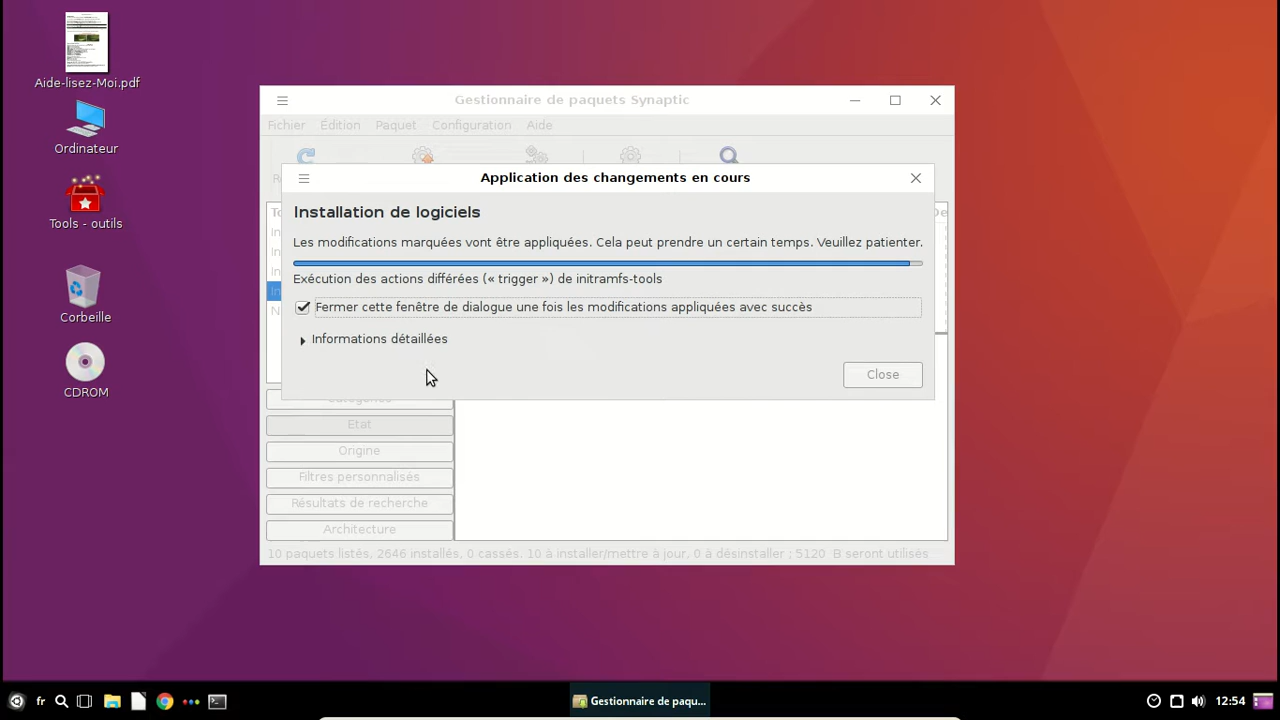 Aide-lisez-Moi.pdf
Ordinateur
Tools - outils
Corbeille
CDROM
Gestionnaire de paquets Synaptic
Fichier Édition Paquet Configuration Aide
Application des changements en cours
Installation de logiciels
Les modifications marquées vont être appliquées. Cela peut prendre un certain temps. Veuillez patienter.
Exécution des actions différées (« trigger ») de initramfs-tools
Fermer cette fenêtre de dialogue une fois les modifications appliquées avec succès
Informations détaillées
Close
Etat
Origine
Filtres personnalisés
Résultats de recherche
Architecture
10 paquets listés, 2646 installés, 0 cassés. 10 à installer/mettre à jour, 0 à désinstaller ; 5120 B seront utilisés
fr
Gestionnaire de paqu...
12:54